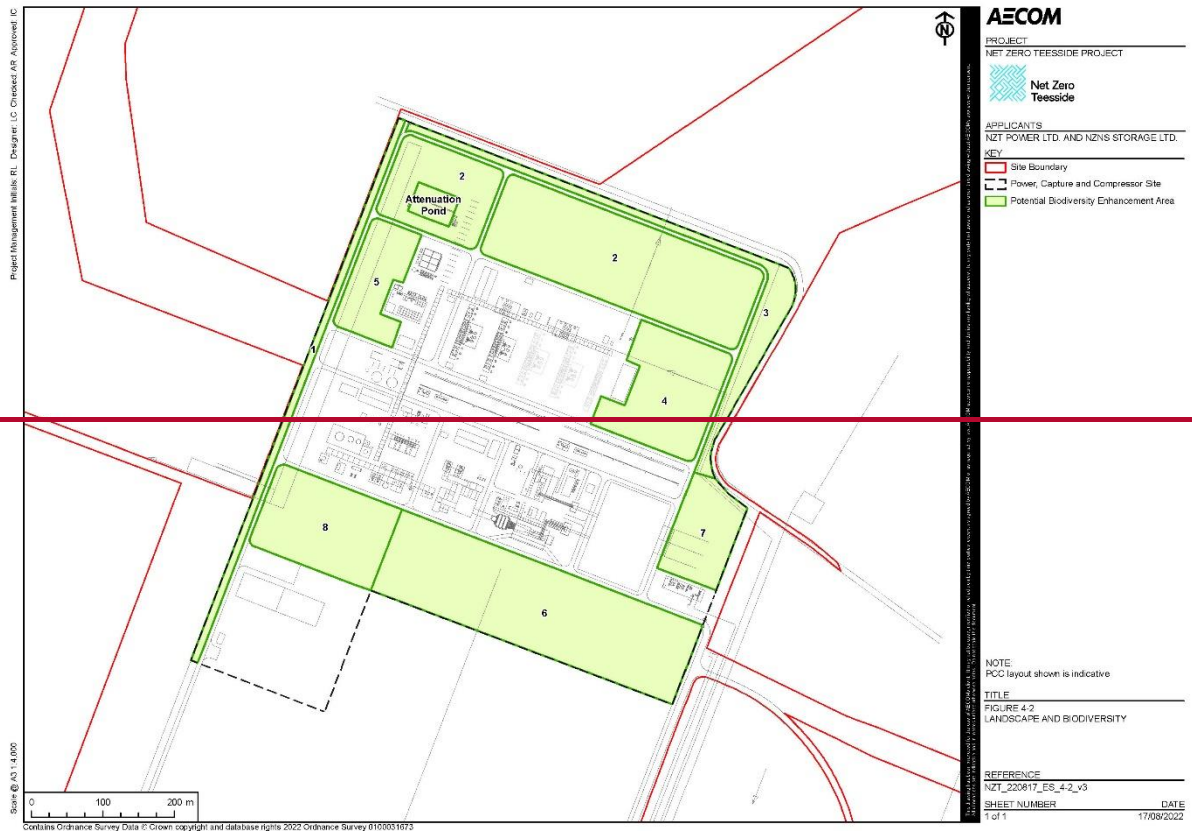 Project Management Initials: RL Designer: LC Checked: AR Approved: IC
Scale @ A3 1:4,000
N
2
Attenuation
Pond
2
5
3
1
4
8
7
6
0 100 200 m
Contains Ordnance Survey Data © Crown copyright and database rights 2022 Ordnance Survey 0100031673
AECOM
PROJECT
NET ZERO TEESSIDE PROJECT
Net Zero
Teesside
APPLICANTS
NZT POWER LTD. AND NZNS STORAGE LTD.
KEY
Site Boundary
Power, Capture and Compressor Site
Potential Biodiversity Enhancement Area
NOTE:
PCC layout shown is indicative
TITLE
FIGURE 4-2
LANDSCAPE AND BIODIVERSITY
REFERENCE
NZT_220817_ES_4-2_v3
SHEET NUMBER DATE
1 of 1 17/08/2022